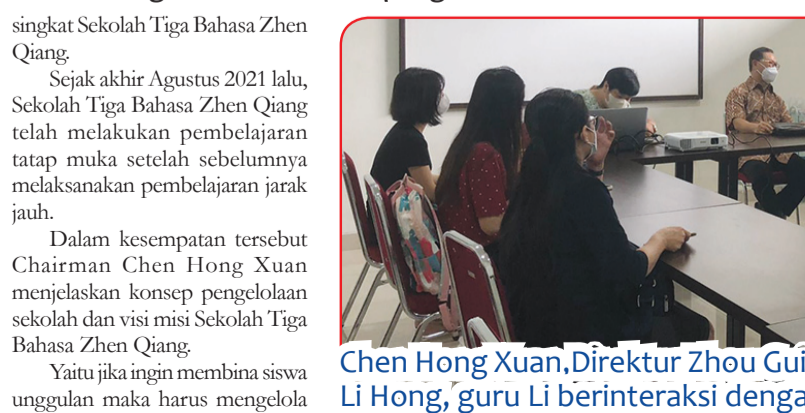 singkat Sekolah Tiga Bahasa Zhen
Qiang.
Sejak akhir Agustus 2021 lalu,
Sekolah Tiga Bahasa Zhen Qiang
telah melakukan pembelajaran
tatap muka setelah sebelumnya
melaksanakan pembelajaran jarak
jauh.
Dalam kesempatan tersebut
Chairman Chen Hong Xuan
menjelaskan konsep pengelolaan
sekolah dan visi misi Sekolah Tiga
Bahasa Zhen Qiang.
Yaitu jika ingin membina siswa
unggulan maka harus mengelola
Chen Hong Xuan,Direktur Zhou Gui
Li Hong, guru Li berinteraksi denga